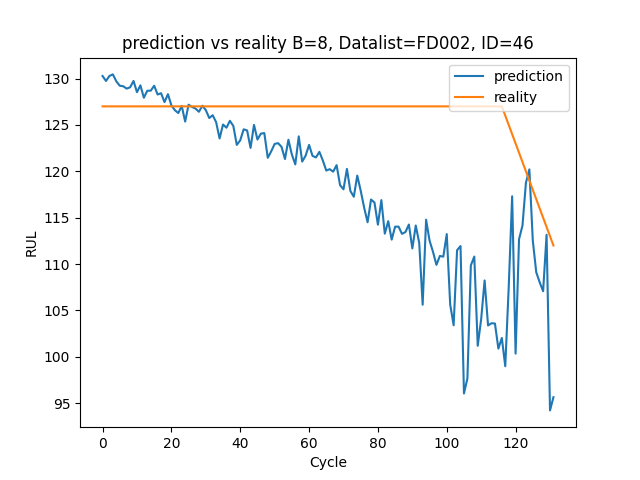 prediction vs reality B=8, Datalist=FD002, ID=46
prediction
reality
130
125
120
115
110
105
100
95
RUL
0 20 40 60 80 100 120
Cycle